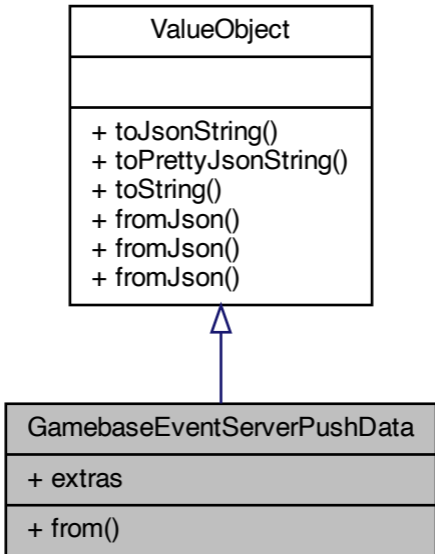 ValueObject
+ toJsonString()
+ toPrettyJsonString()
+ toString()
+ fromJson()
+ fromJson()
+ fromJson()
GamebaseEventServerPushData
+ extras
+ from()